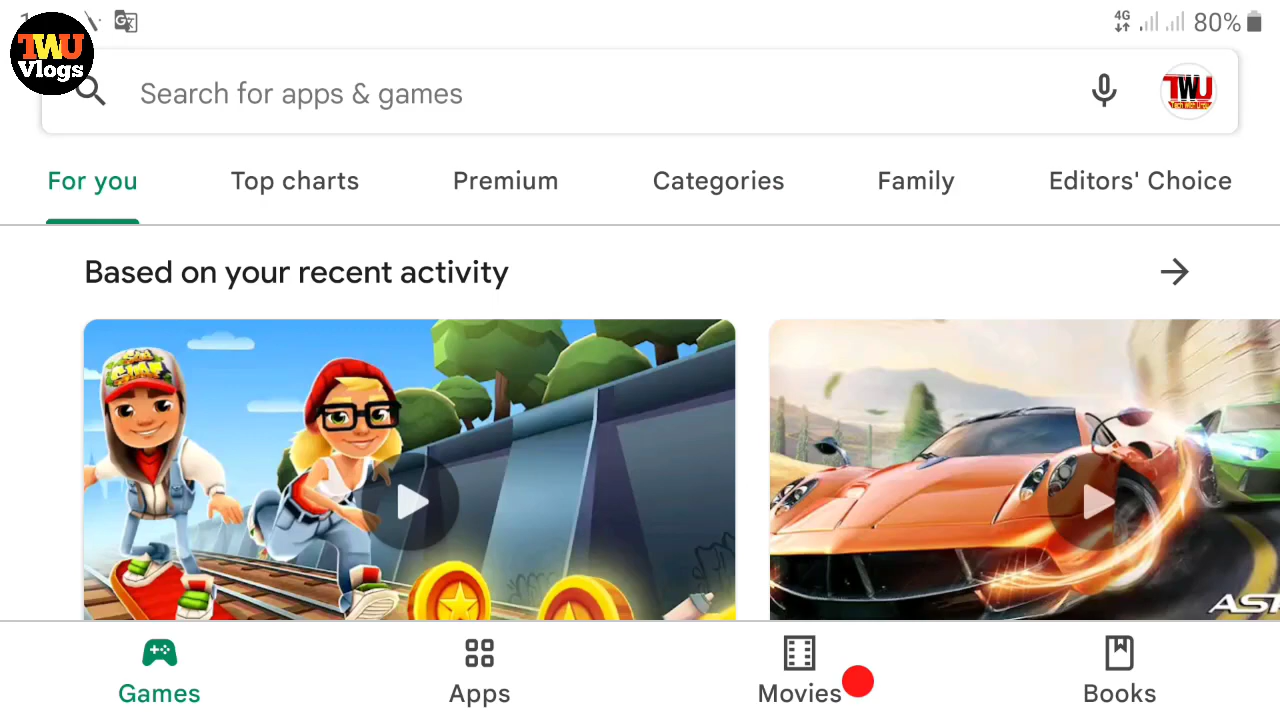 TWU
Vlogs
4G
80%
Search for apps & games
TWU
For you
Top charts
Premium
Categories
Family
Editors' Choice
Based on your recent activity
Games
Apps
Movies
Books